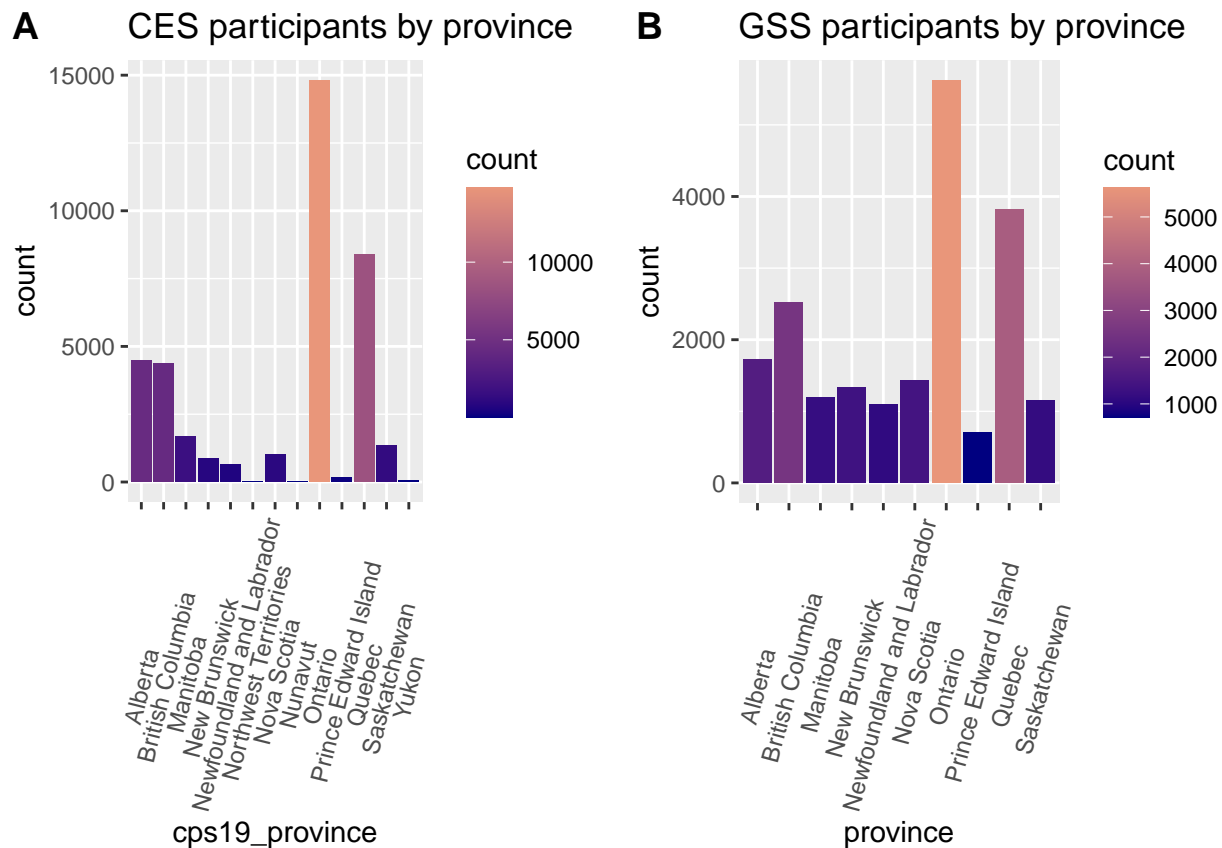 A
CES participants by province
15000
10000
5000
0
count
Alberta
British Columbia
Manitoba
New Brunswick
Newfoundland and Labrador
Northwest Territories
Nova Scotia
Nunavut
Ontario
Prince Edward Island
Quebec
Saskatchewan
Yukon
cps19_province
count
10000
5000
B
GSS participants by province
4000
2000
0
count
Alberta
British Columbia
Manitoba
New Brunswick
Newfoundland and Labrador
Nova Scotia
Ontario
Prince Edward Island
Quebec
Saskatchewan
province
count
5000
4000
3000
2000
1000